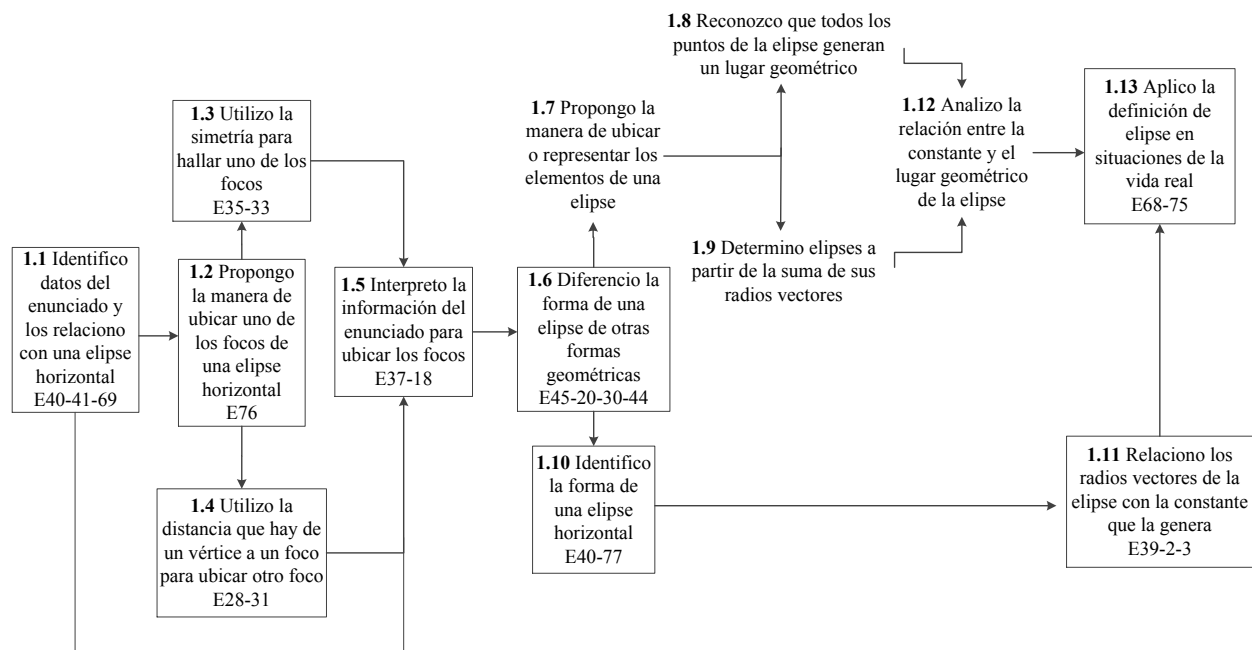 1.1 Identifico
datos del
enunciado y
los relaciono
con una elipse
horizontal
E40-41-69
1.2 Propongo
la manera de
ubicar uno de
los focos de
una elipse
horizontal
E76
1.3 Utilizo la
simetría para
hallar uno de los
focos
E35-33
1.4 Utilizo la
distancia que hay de
un vértice a un foco
para ubicar otro foco
E28-31
1.5 Interpreto la
información del
enunciado para
ubicar los focos
E37-18
1.6 Diferencio la
forma de una
elipse de otras
formas
geométricas
E45-20-30-44
1.7 Propongo la
manera de ubicar
o representar los
elementos de una
elipse
1.8 Reconozco que todos los
puntos de la elipse generan
un lugar geométrico
1.9 Determino elipses a
partir de la suma de sus
radios vectores
1.10 Identifico
la forma de
una elipse
horizontal
E40-77
1.11 Relaciono los
radios vectores de la
elipse con la constante
que la genera
E39-2-3
1.12 Analizo la
relación entre la
constante y el
lugar geométrico
de la elipse
1.13 Aplico la
definición de
elipse en
situaciones de la
vida real
E68-75